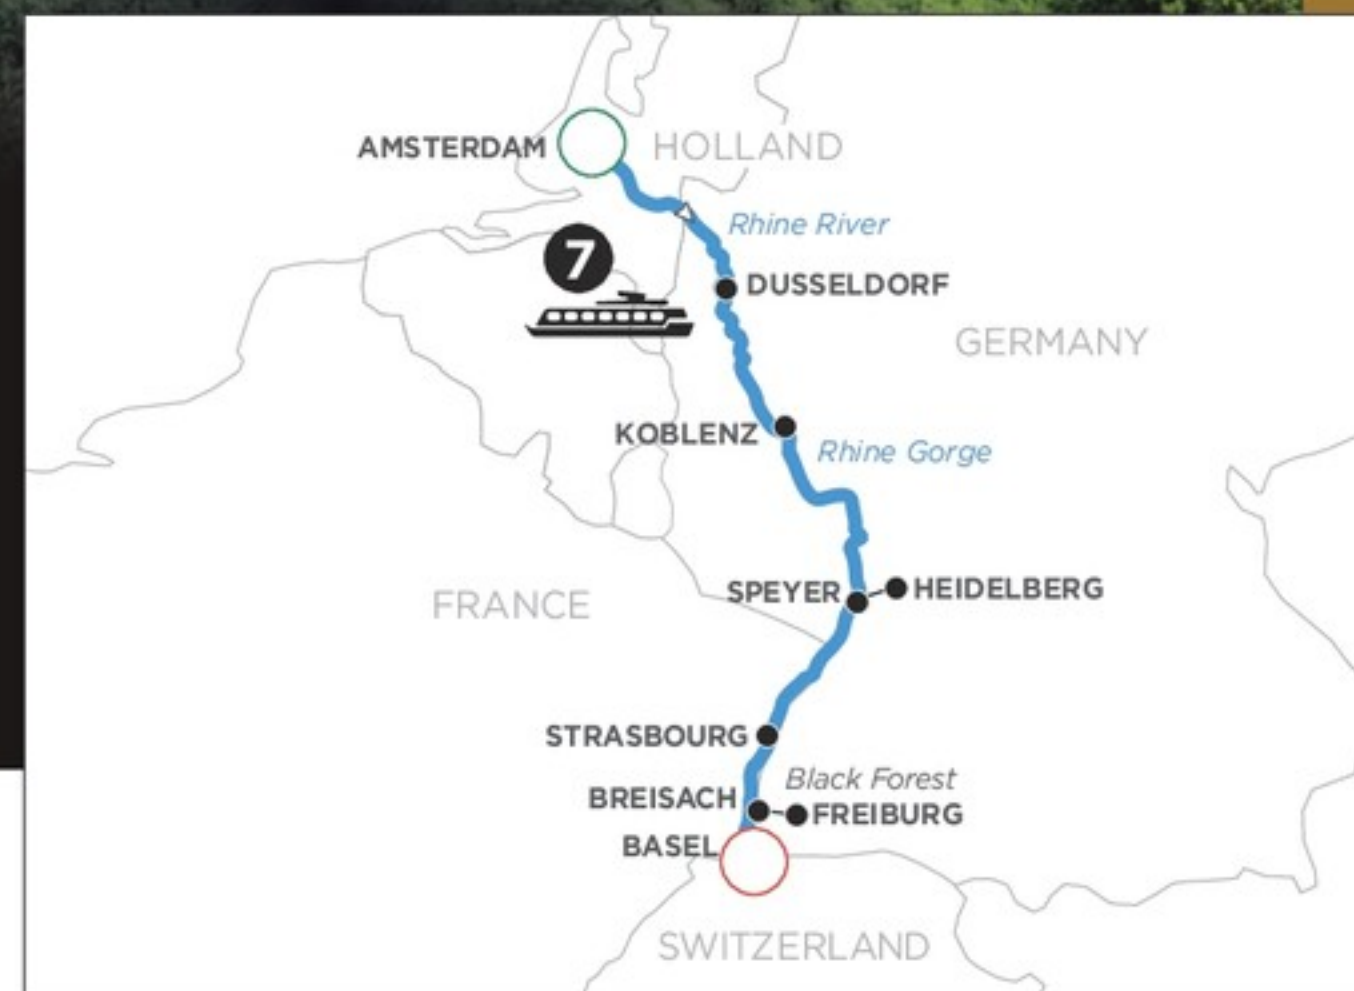 AMSTERDAM
HOLLAND
Rhine River
7
DUSSELDORF
GERMANY
KOBLENZ
Rhine Gorge
SPEYER
HEIDELBERG
FRANCE
STRASBOURG
Black Forest
BREISACH
FREIBURG
BASEL
SWITZERLAND